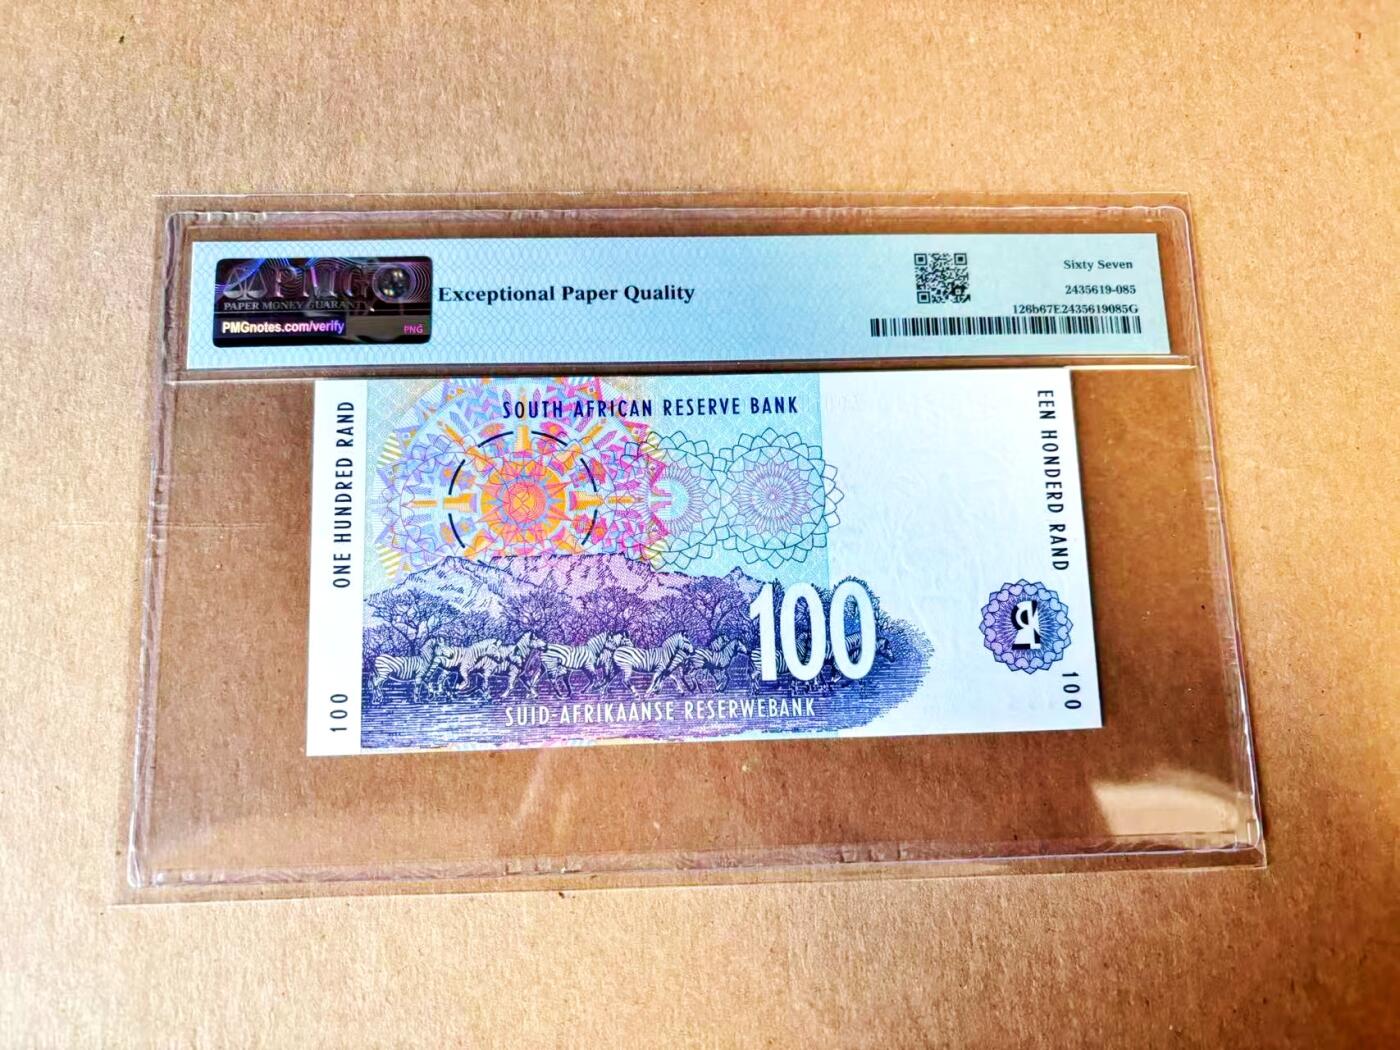 PMG
PAPER MONEY GUARANTY
PMGnotes.com/verify
PNG
Exceptional Paper Quality
Sixty Seven
2435619-085
126b67E2435619085G
ONE HUNDRED RAND
100
SOUTH AFRICAN RESERVE BANK
100
SUID-AFRIKAANSE RESERWEBANK
EEN HONDERD RAND
100